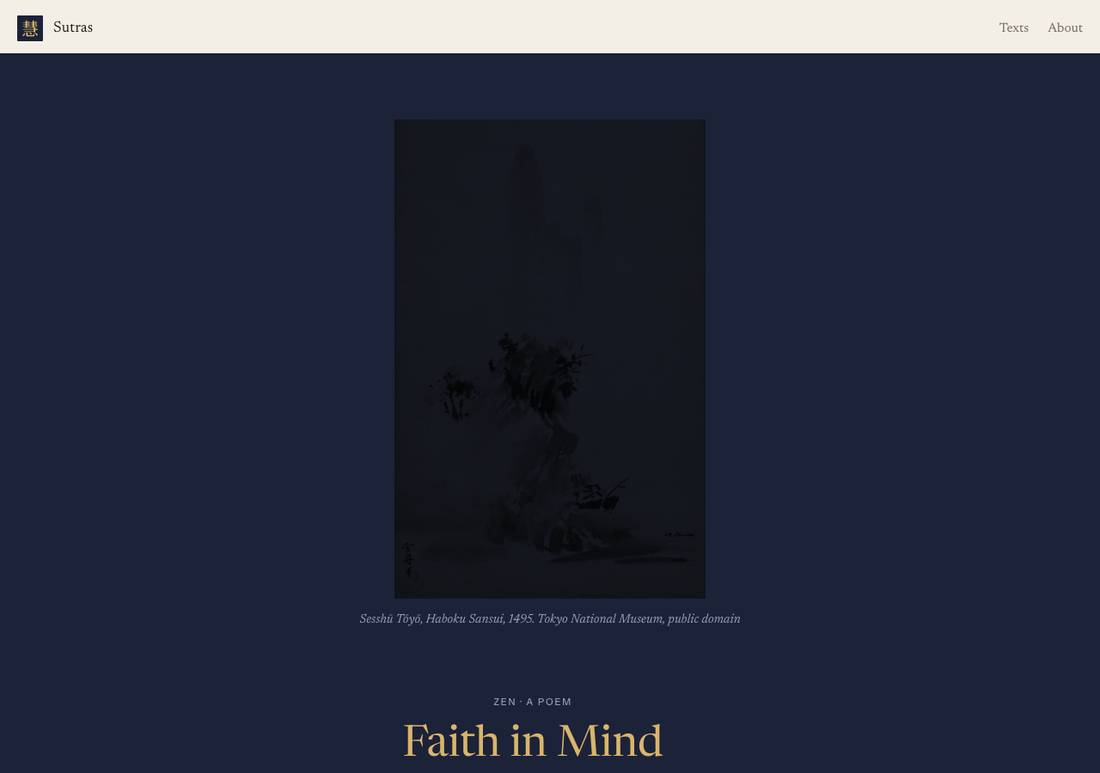 慧 Sutras
Texts About
Sesshū Tōyō, Haboku Sansui, 1495. Tokyo National Museum, public domain
ZEN · A POEM
Faith in Mind